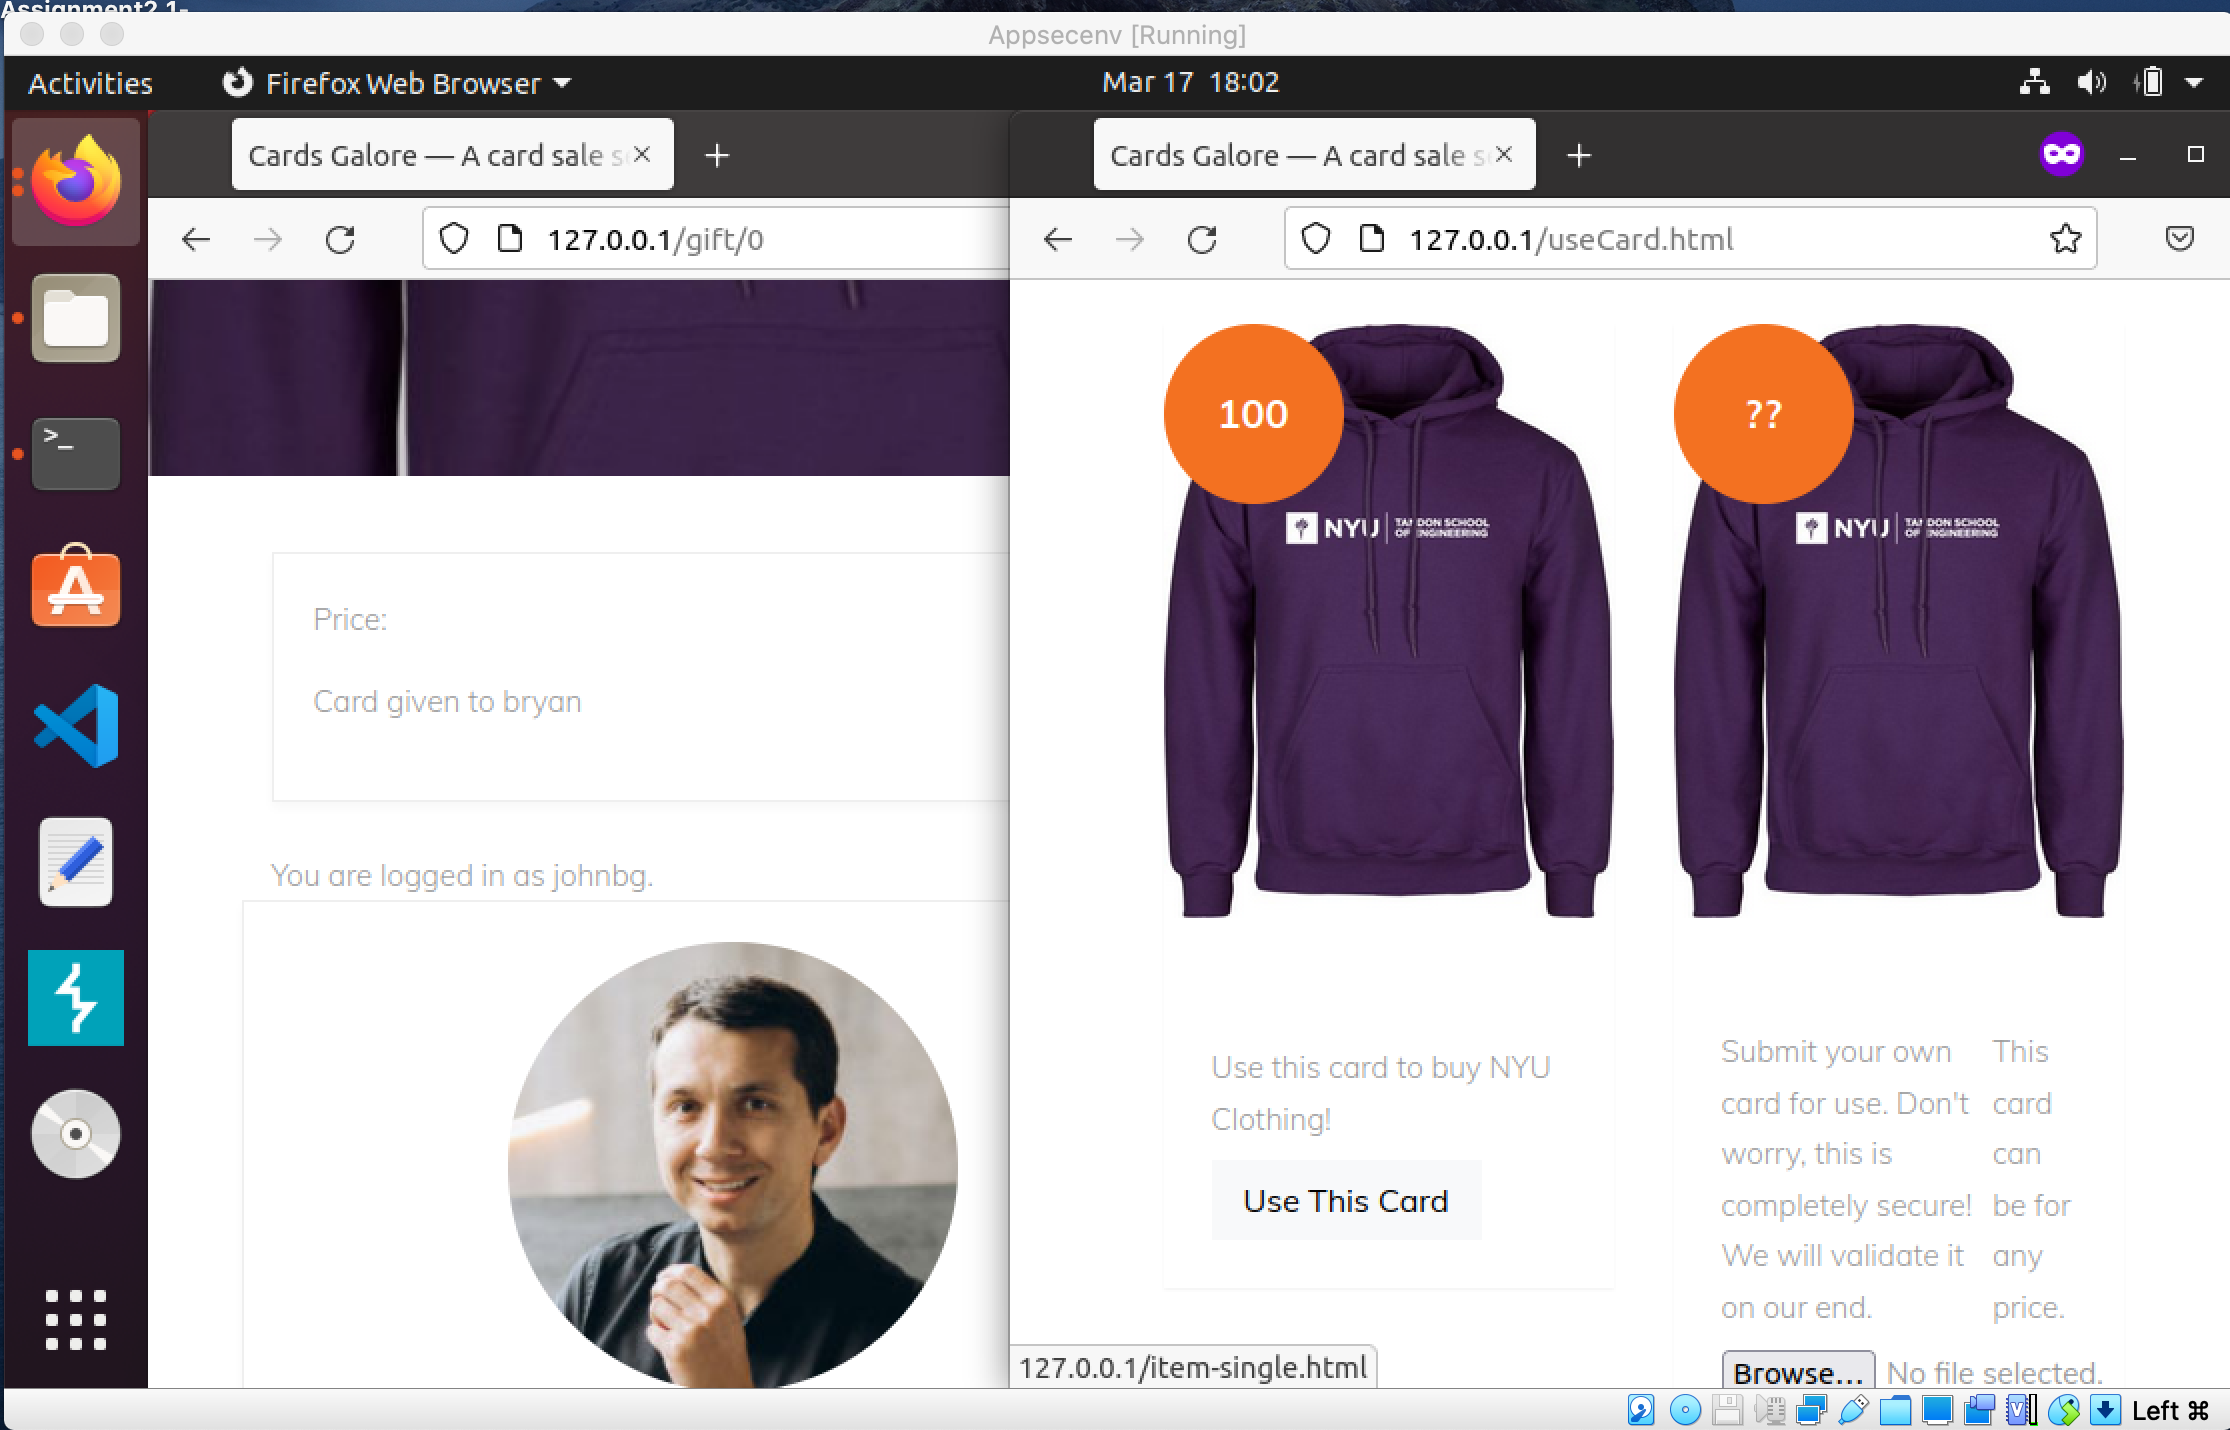 Assignment2 1-
Appsecenv [Running]
Activities
Firefox Web Browser
Mar 17 18:02
Cards Galore — A card sale s
127.0.0.1/gift/0
Price:
Card given to bryan
You are logged in as johnbg.
Cards Galore — A card sale s
127.0.0.1/useCard.html
100
NYU TANDON SCHOOL
OF ENGINEERING
Use this card to buy NYU
Clothing!
Use This Card
??
NYU TANDON SCHOOL
OF ENGINEERING
Submit your own
card for use. Don't
worry, this is
completely secure!
We will validate it
on our end.
This
card
can
be for
any
price.
Browse... No file selected.
127.0.0.1/item-single.html
Left ⌘